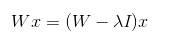 Wx = (W − λI)x